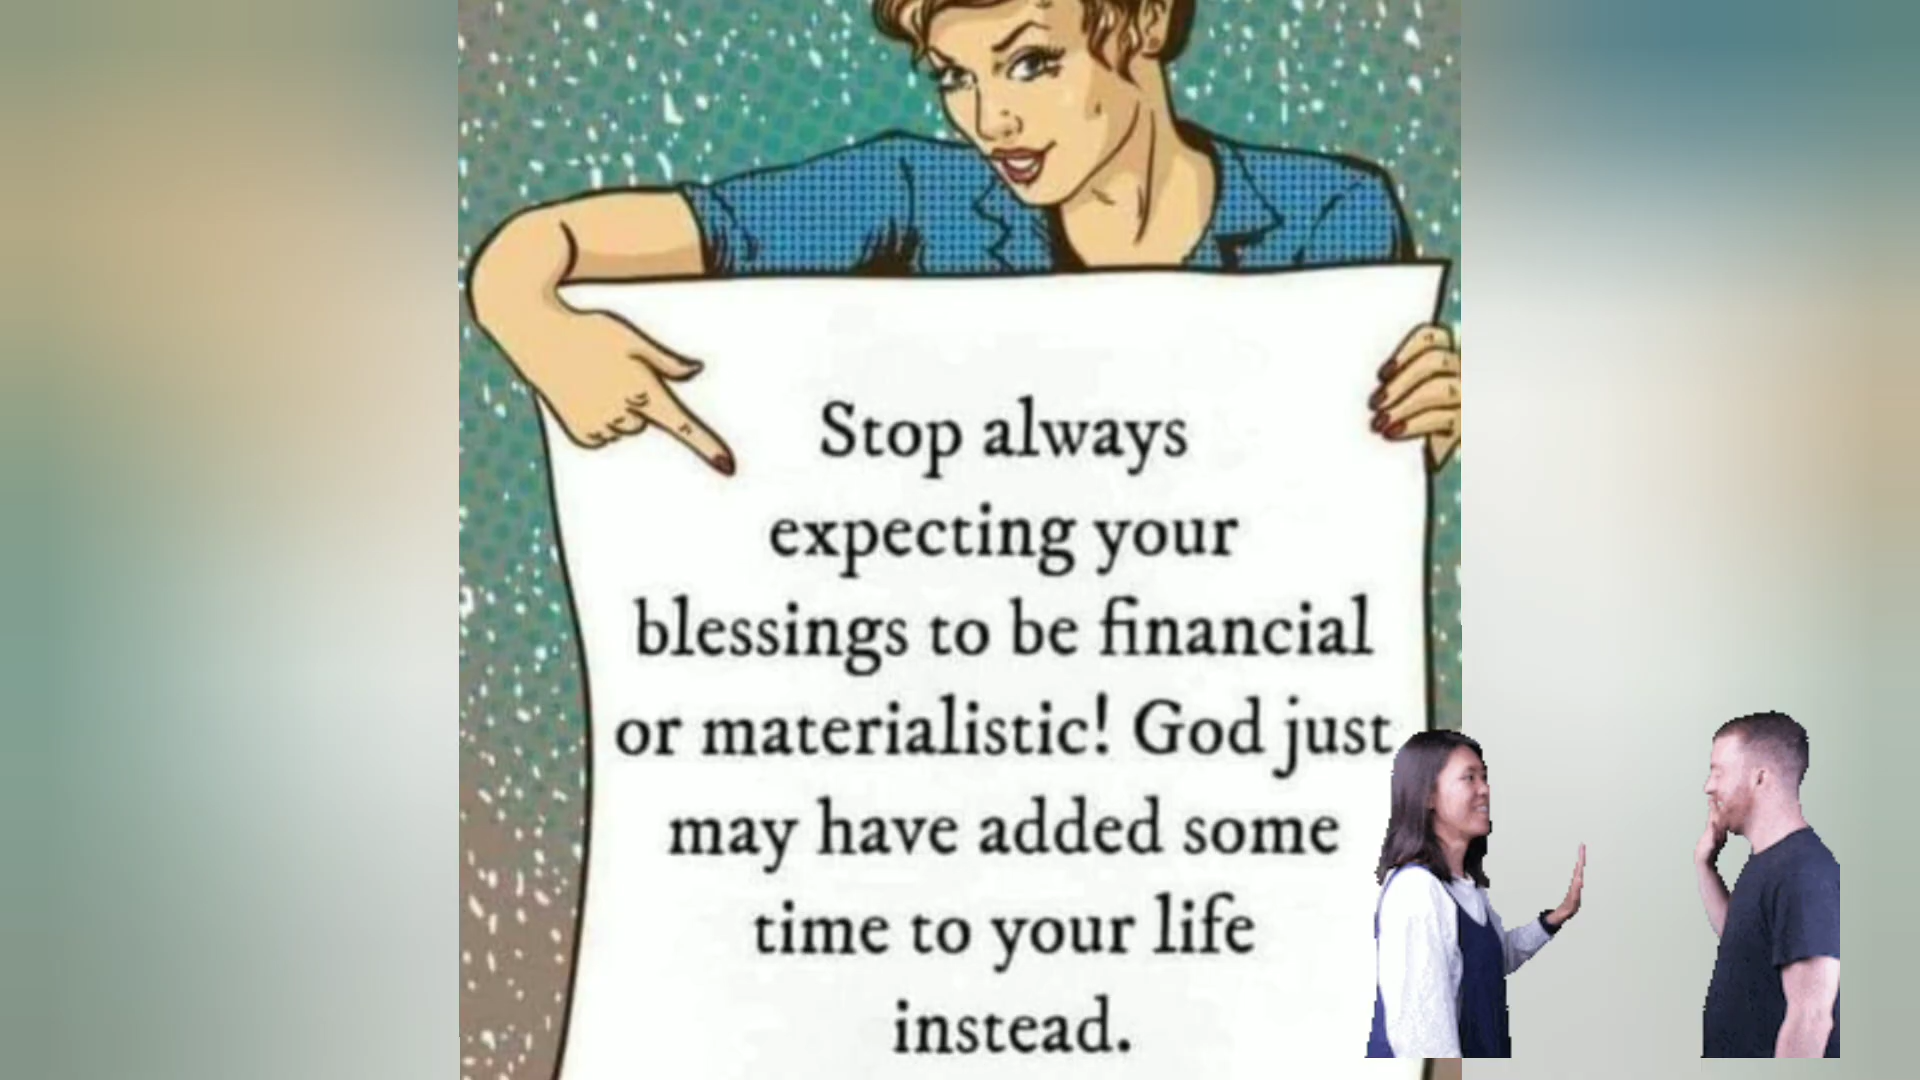 Stop always
expecting your
blessings to be financial
or materialistic! God just
may have added some
time to your life
instead.